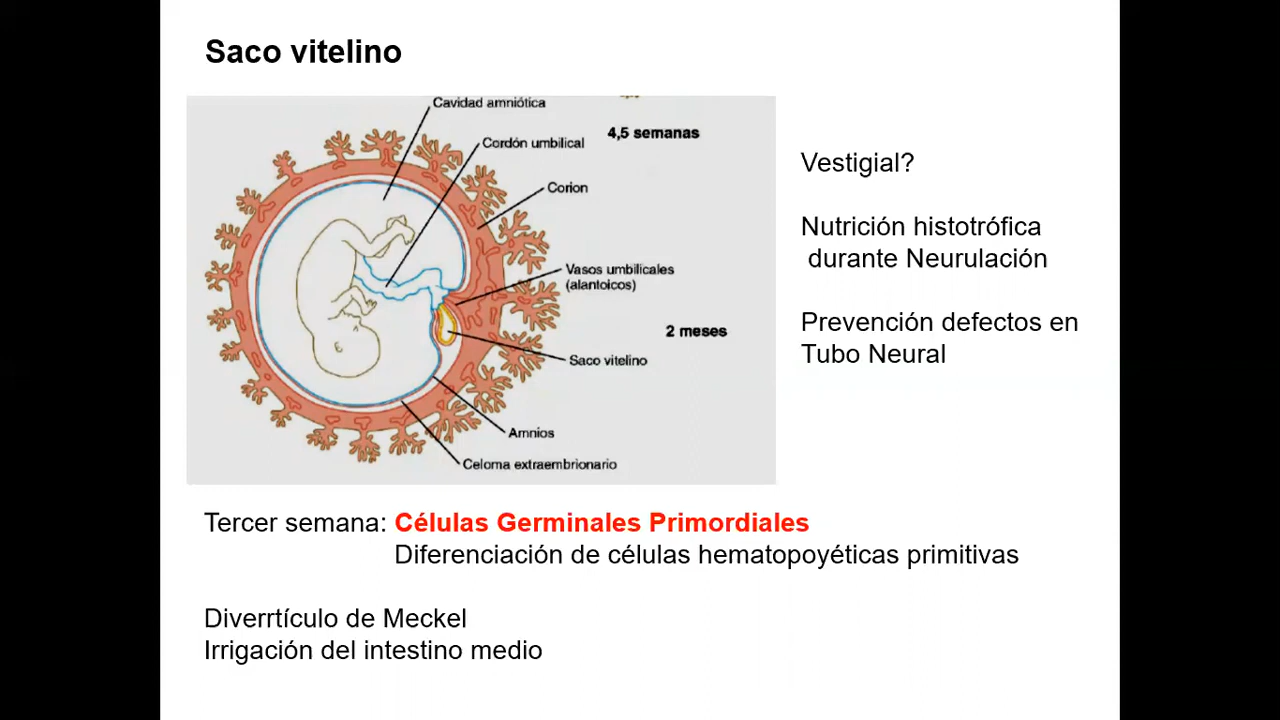 Saco vitelino
Cavidad amniótica
4,5 semanas
Cordón umbilical
Corion
Vasos umbilicales
(alantoicos)
2 meses
Saco vitelino
Amnios
Celoma extraembrionario
Vestigial?
Nutrición histotrófica
durante Neurulación
Prevención defectos en
Tubo Neural
Tercer semana: Células Germinales Primordiales
Diferenciación de células hematopoyéticas primitivas
Diverrtículo de Meckel
Irrigación del intestino medio